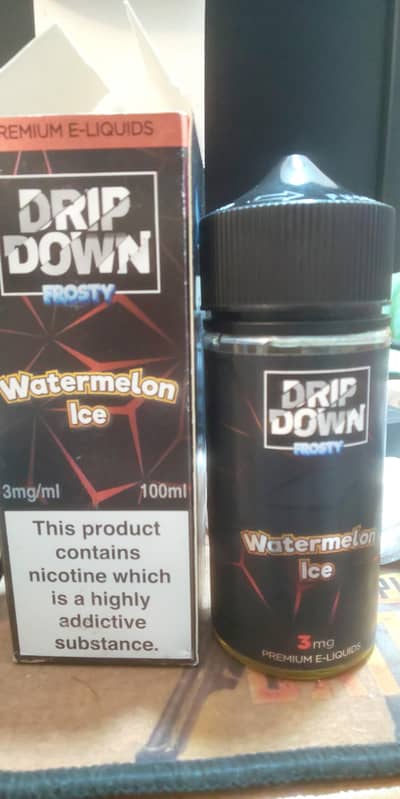 REMIUM E-LIQUIDS
DRIP
DOWN
FROSTY
Watermelon
Ice
3mg/ml 100ml
This product
contains
nicotine which
is a highly
addictive
substance.
DRIP
DOWN
FROSTY
Watermelon
Ice
3mg
PREMIUM E-LIQUIDS